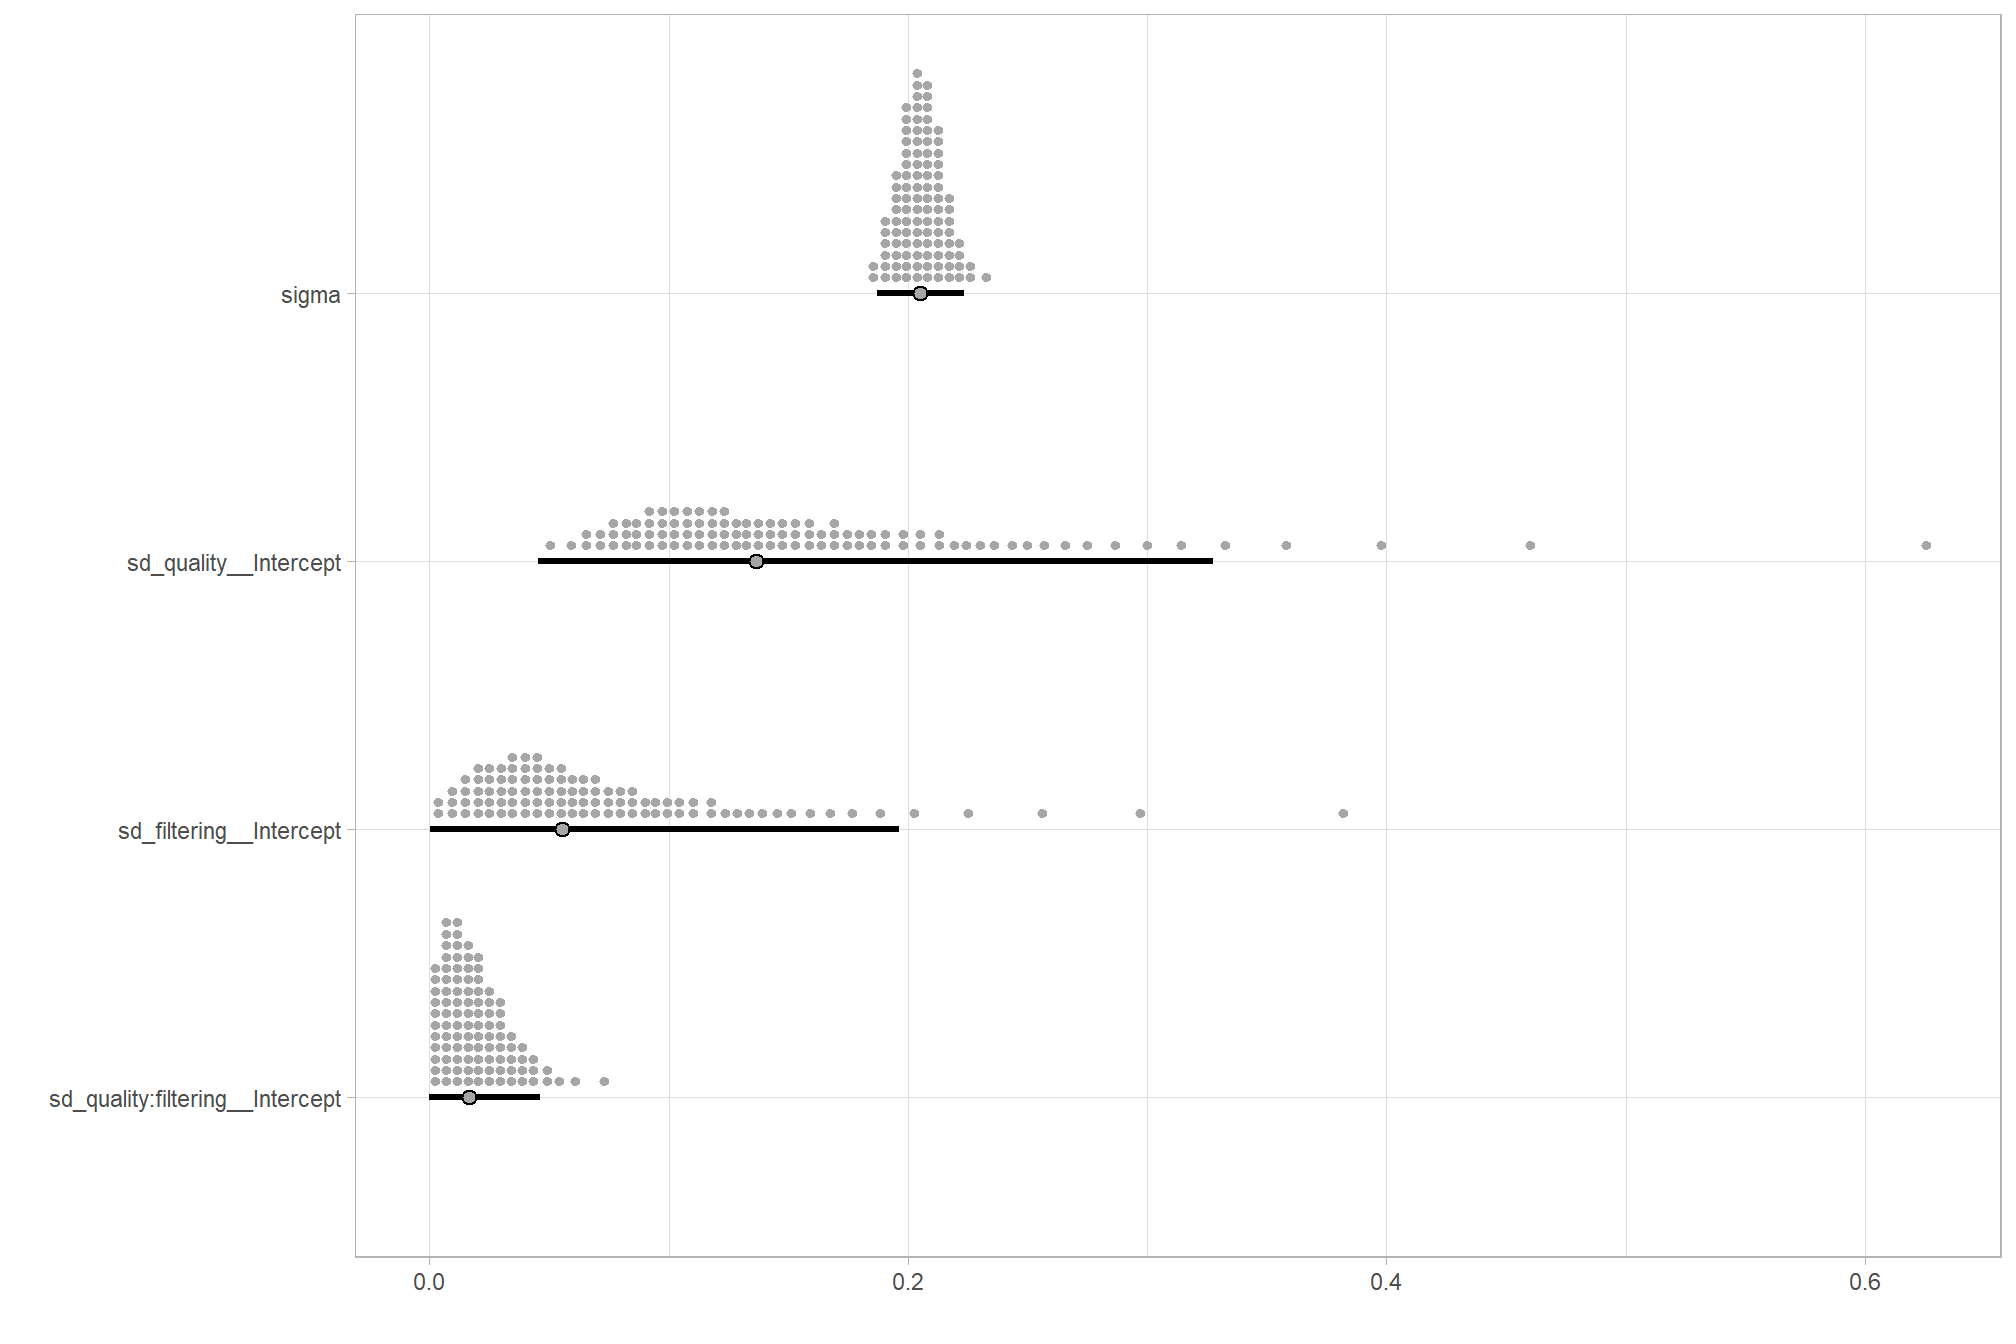 sigma
sd_quality__Intercept
sd_filtering__Intercept
sd_quality:filtering__Intercept
0.0 0.2 0.4 0.6